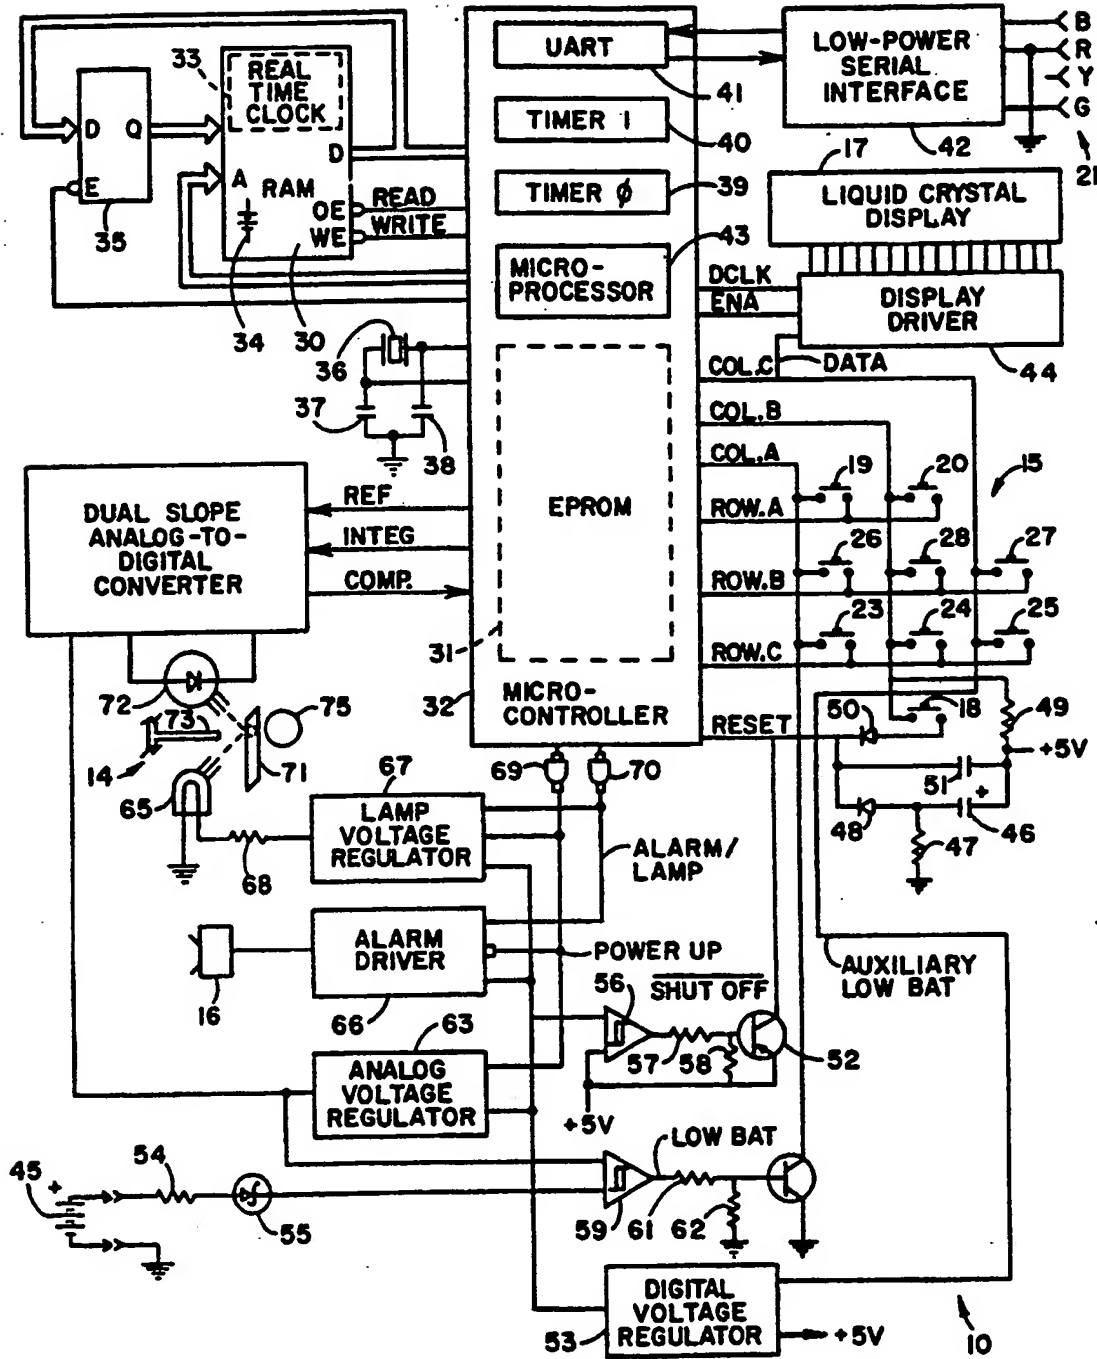 UART
41
TIMER 1
40
TIMER ϕ
39
43
MICRO-
PROCESSOR
EPROM
31
32
MICRO-
CONTROLLER
33
REAL
TIME
CLOCK
D
Q
E
35
D
A
RAM
OE
WE
READ
WRITE
34
30
36
37
38
LOW-POWER
SERIAL
INTERFACE
42
B
R
Y
G
21
17
LIQUID CRYSTAL
DISPLAY
DCLK
ENA
DISPLAY
DRIVER
44
DATA
COL.C
COL.B
COL.A
ROW.A
ROW.B
ROW.C
RESET
19
20
15
26
28
27
23
24
25
50
18
49
+5V
51
+
48
46
47
DUAL SLOPE
ANALOG-TO-
DIGITAL
CONVERTER
REF
INTEG
COMP.
72
73
75
14
71
65
68
67
LAMP
VOLTAGE
REGULATOR
69
70
ALARM/
LAMP
ALARM
DRIVER
16
66
POWER UP
AUXILIARY
LOW BAT
63
ANALOG
VOLTAGE
REGULATOR
56
SHUT OFF
57
58
52
+5V
LOW BAT
59
61
62
45
+
54
55
DIGITAL
VOLTAGE
REGULATOR
53
+5V
10